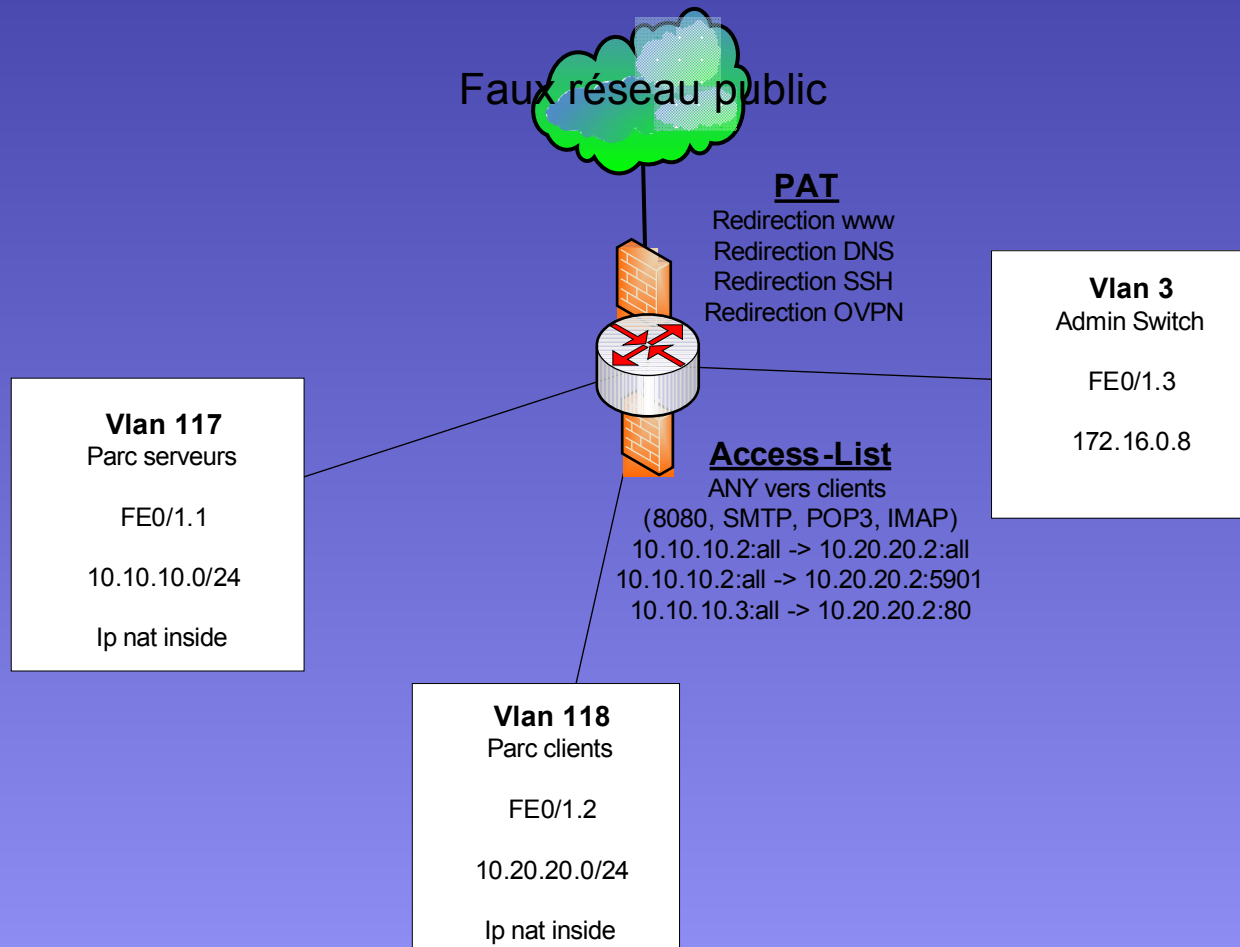 Faux réseau public
PAT
Redirection www
Redirection DNS
Redirection SSH
Redirection OVPN
Vlan 3
Admin Switch
FE0/1.3
172.16.0.8
Vlan 117
Parc serveurs
FE0/1.1
10.10.10.0/24
Ip nat inside
Access-List
ANY vers clients
(8080, SMTP, POP3, IMAP)
10.10.10.2:all -> 10.20.20.2:all
10.10.10.2:all -> 10.20.20.2:5901
10.10.10.3:all -> 10.20.20.2:80
Vlan 118
Parc clients
FE0/1.2
10.20.20.0/24
Ip nat inside